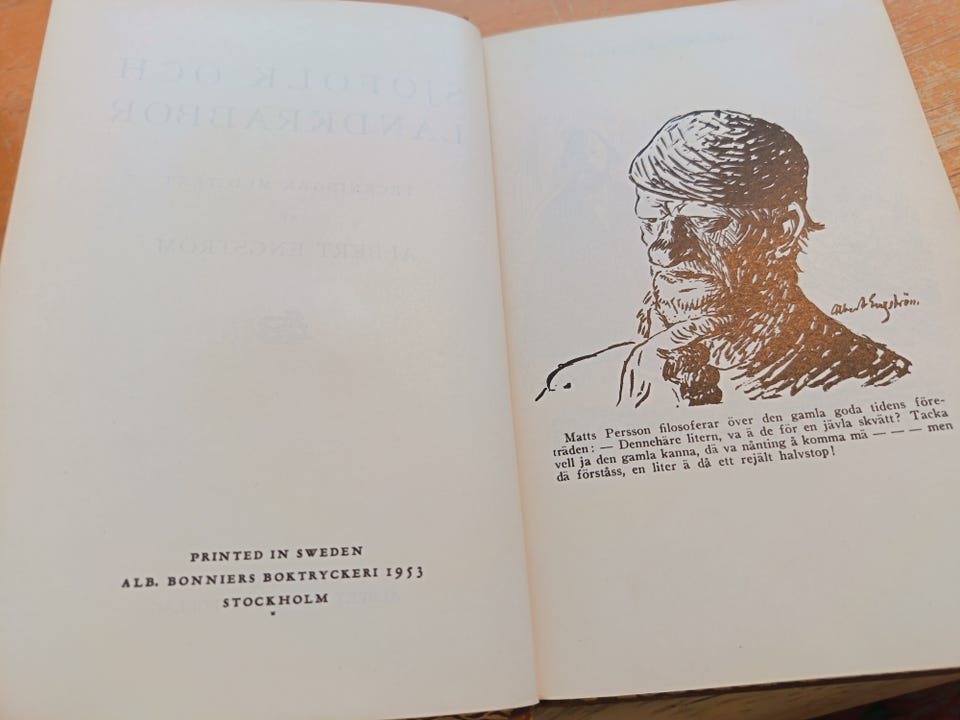 PRINTED IN SWEDEN
ALB. BONNIERS BOKTRYCKERI 1953
STOCKHOLM
Albert Engström.
Matts Persson filosoferar över den gamla goda tidens före-
träden: — Dennehäre litern, va ä de för en jävla skvätt? Tacka
vell ja den gamla kanna, dä va nånting å komma mä — — — men
dä förståss, en liter ä då ett rejält halvstop!